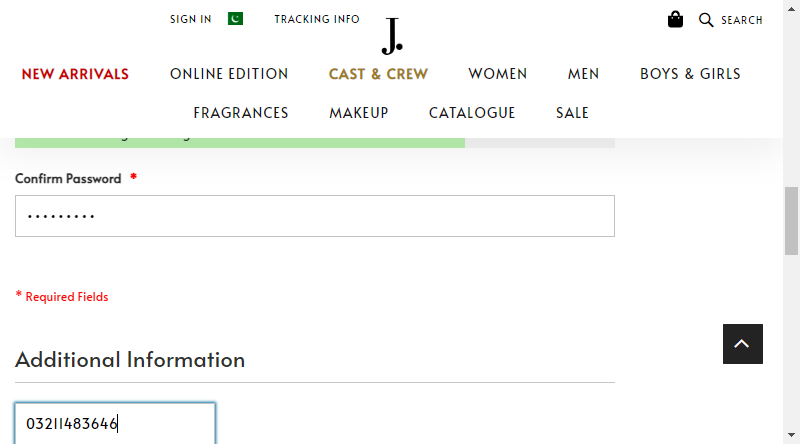 SIGN IN
TRACKING INFO
J.
SEARCH
NEW ARRIVALS
ONLINE EDITION
CAST & CREW
WOMEN
MEN
BOYS & GIRLS
FRAGRANCES
MAKEUP
CATALOGUE
SALE
Confirm Password *
•••••••••
* Required Fields
Additional Information
03211483646